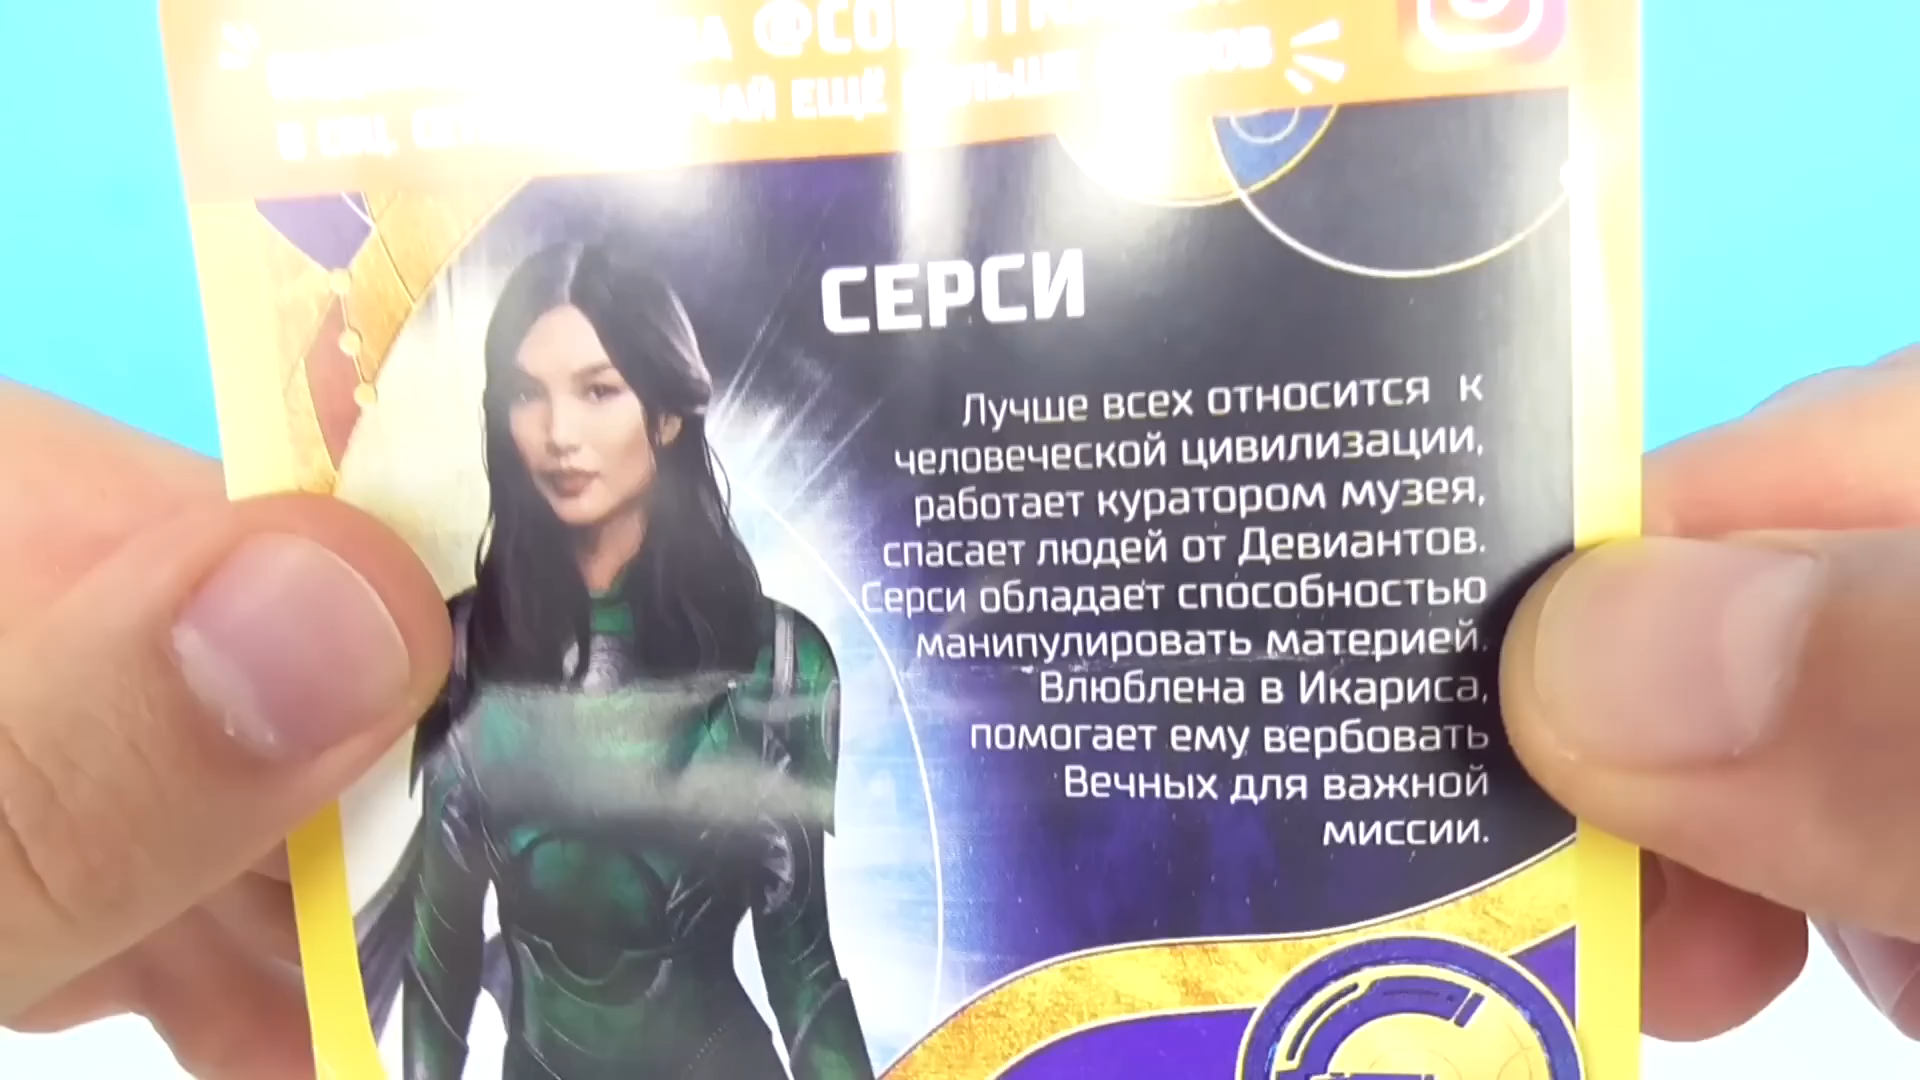 ЕЩЁ
СЕРСИ
Лучше всех относится к
человеческой цивилизации,
работает куратором музея,
спасает людей от Девиантов.
Серси обладает способностью
манипулировать материей.
Влюблена в Икариса,
помогает ему вербовать
Вечных для важной
миссии.